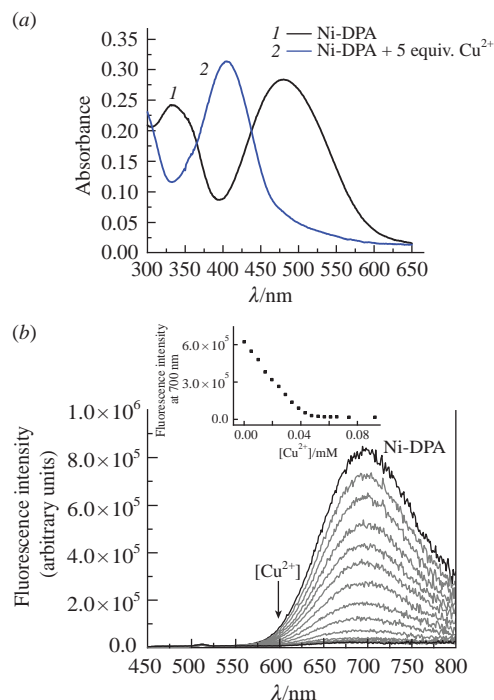 (a)
1 Ni-DPA
2 Ni-DPA + 5 equiv. Cu²⁺
0.35
0.30
0.25
0.20
0.15
0.10
0.05
0.00
Absorbance
1
2
300 350 400 450 500 550 600 650
λ/nm
(b)
Fluorescence intensity
at 700 nm
6.0 × 10⁵
3.0 × 10⁵
0.0
0.00 0.04 0.08
[Cu²⁺]/mM
Fluorescence intensity
(arbitrary units)
1.0 × 10⁶
8.0 × 10⁵
6.0 × 10⁵
4.0 × 10⁵
2.0 × 10⁵
0.0
Ni-DPA
[Cu²⁺]
450 500 550 600 650 700 750 800
λ/nm